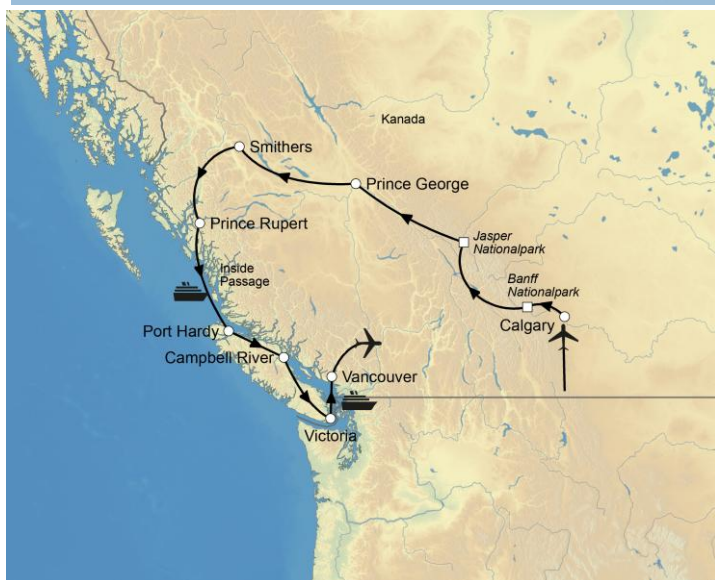 Kanada
Smithers
Prince George
Prince Rupert
Jasper
Nationalpark
Inside
Passage
Banff
Nationalpark
Calgary
Port Hardy
Campbell River
Vancouver
Victoria